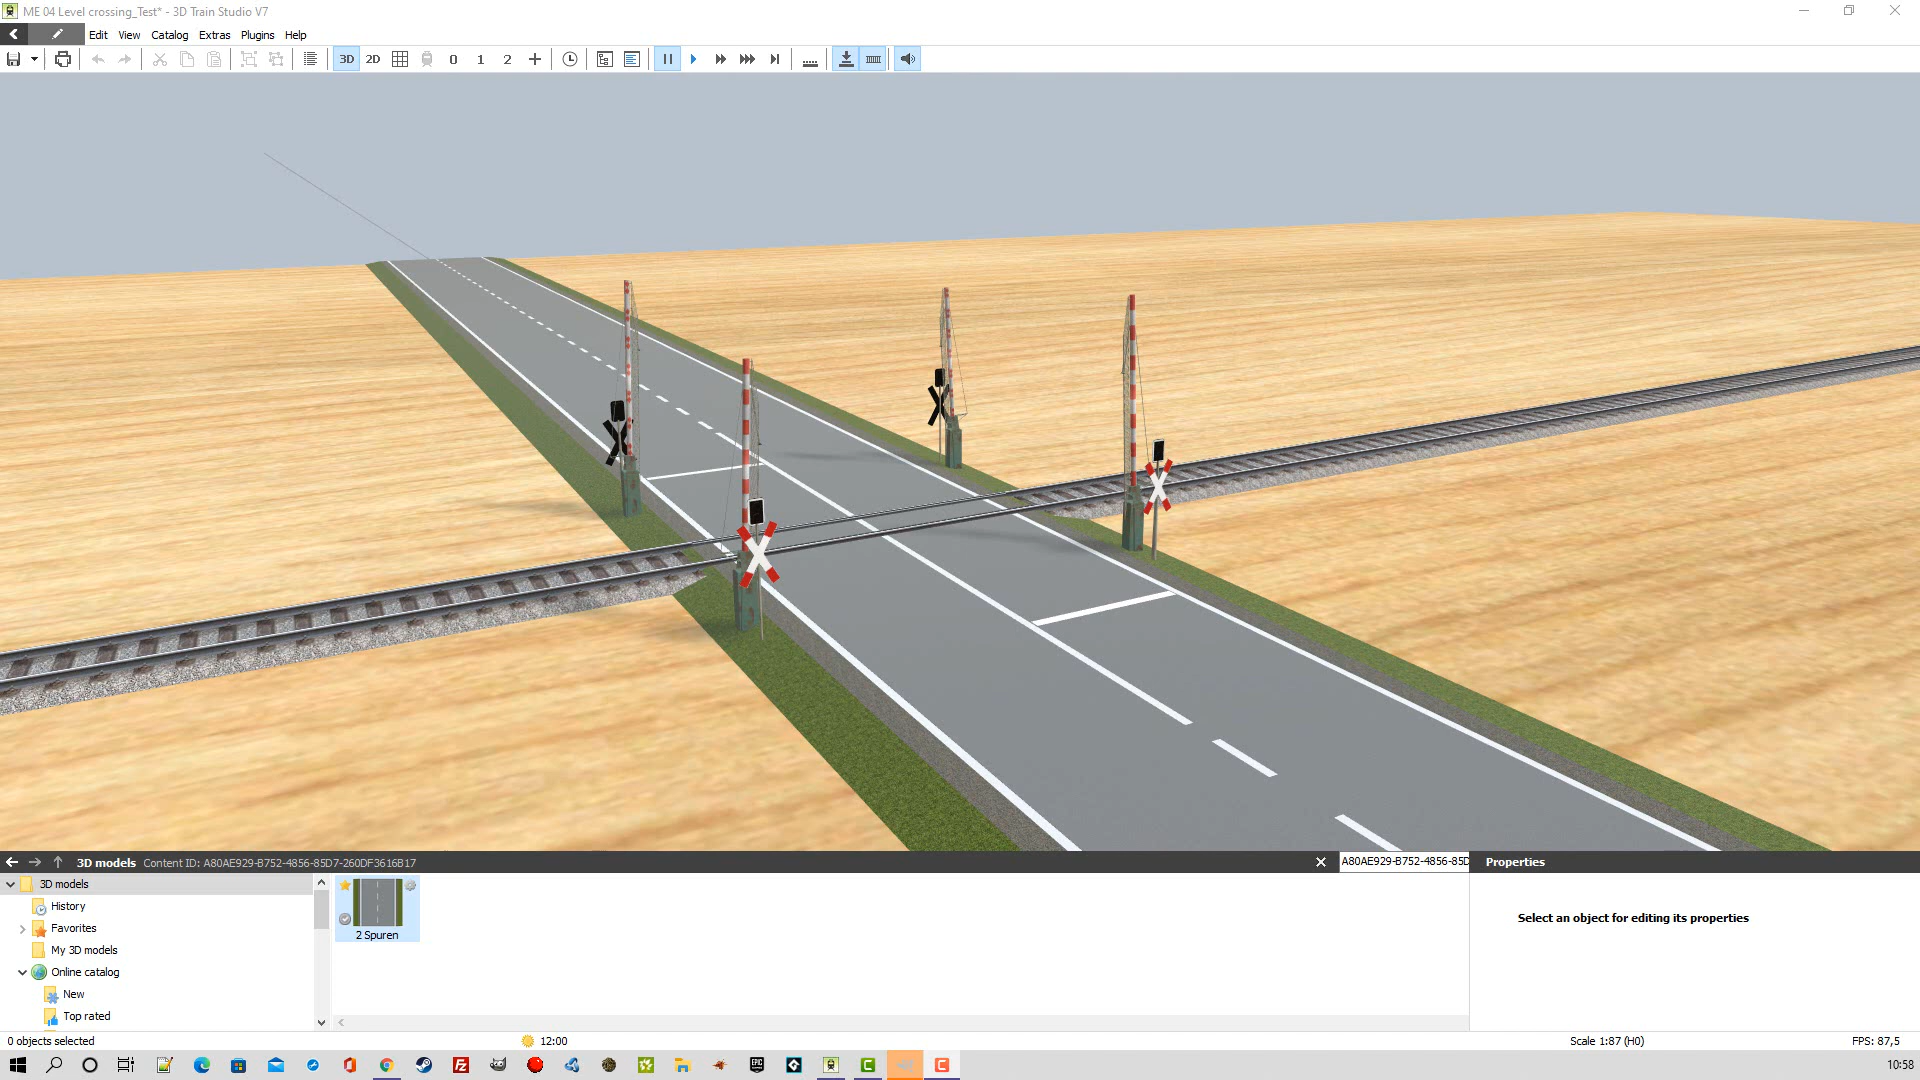 ME 04 Level crossing_Test* - 3D Train Studio V7
Edit View Catalog Extras Plugins Help
3D 2D 0 1 2
3D models Content ID: A80AE929-B752-4856-85D7-260DF3616B17
A80AE929-B752-4856-85D
Properties
3D models
History
Favorites
My 3D models
Online catalog
New
Top rated
2 Spuren
Select an object for editing its properties
0 objects selected
12:00
Scale 1:87 (H0)
FPS: 87,5
10:58